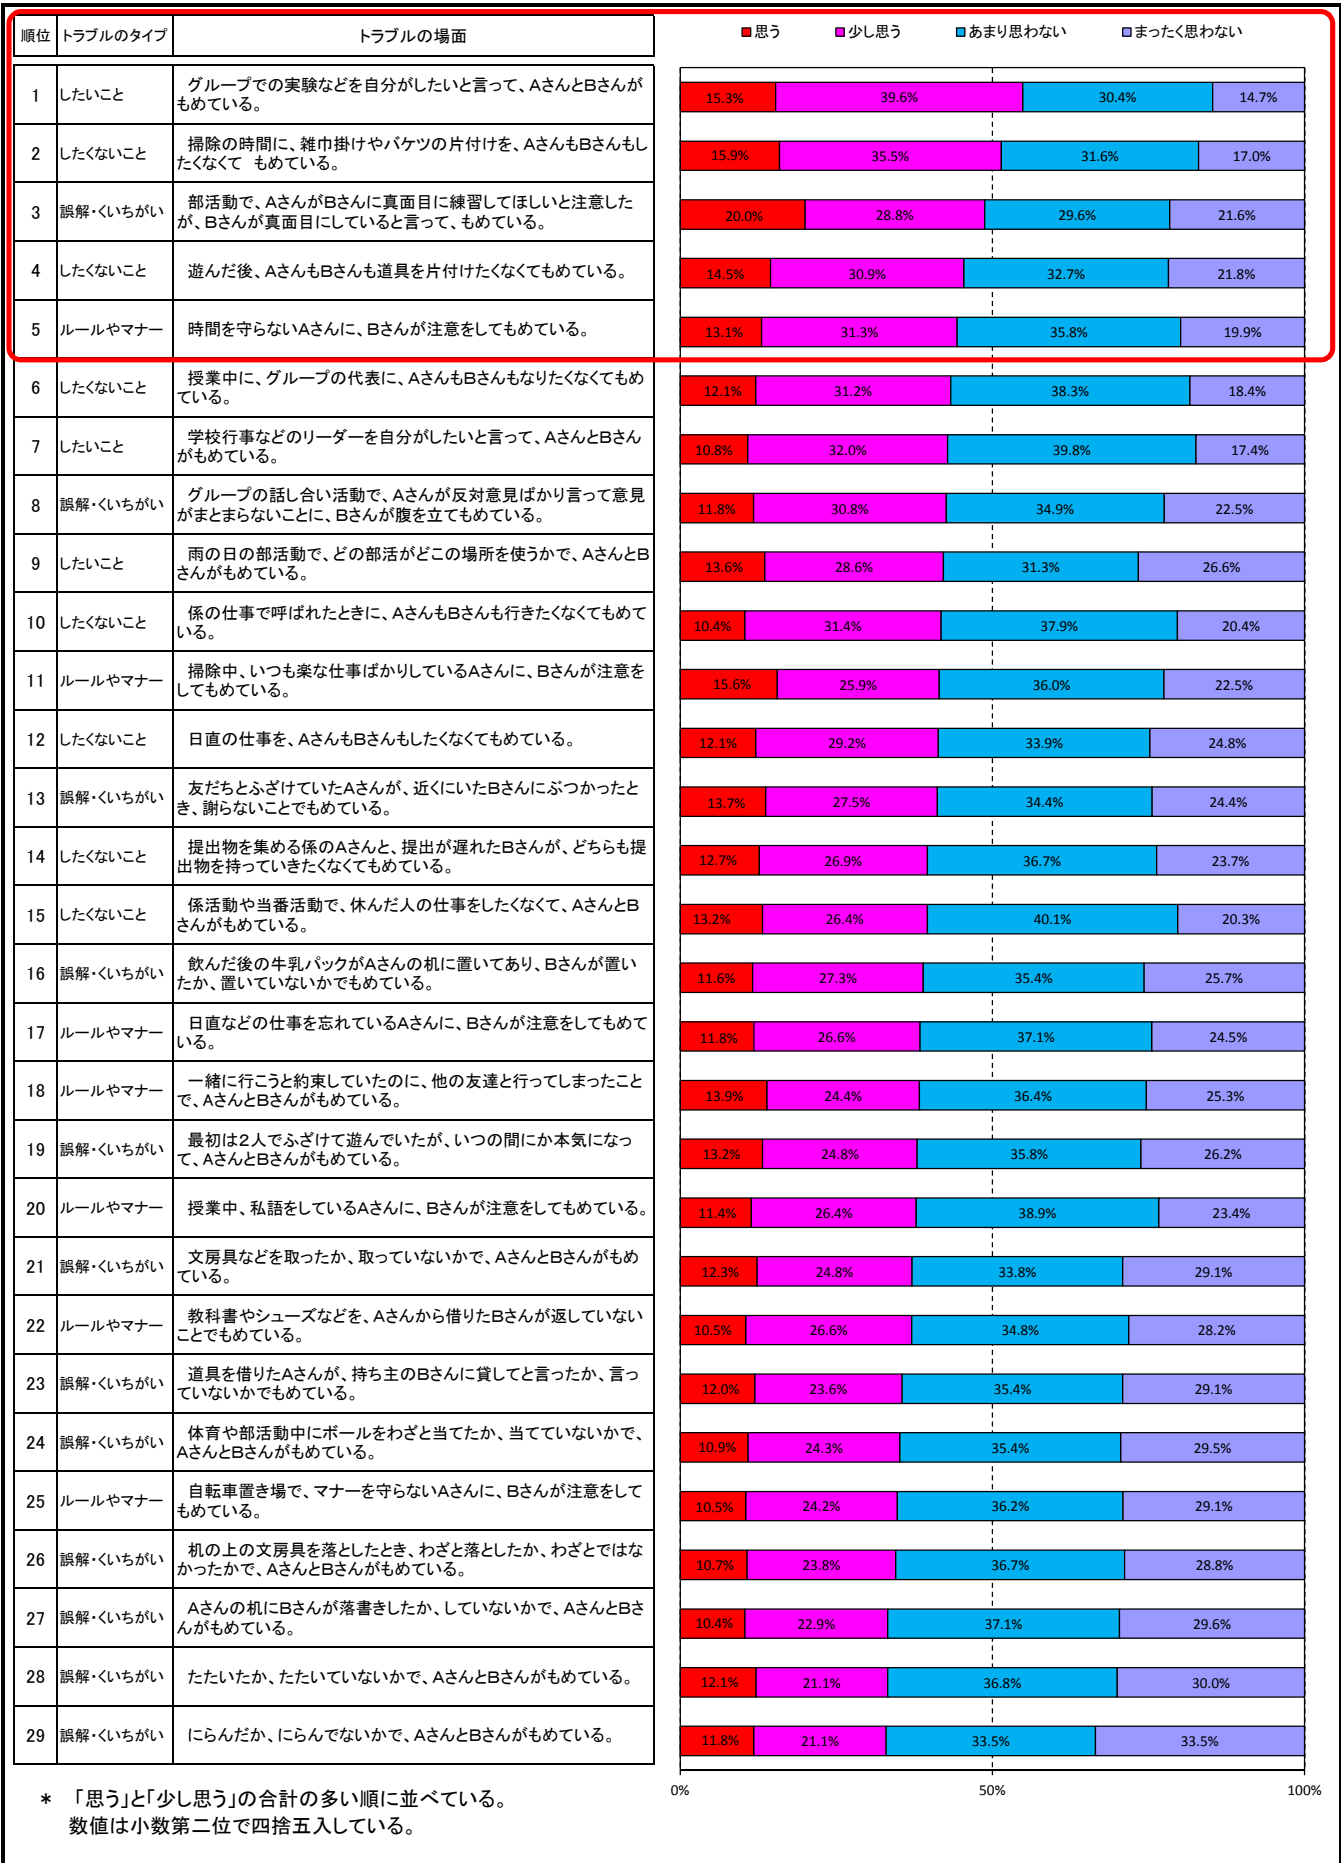 順位 トラブルのタイプ トラブルの場面 ■思う ■少し思う ■あまり思わない ■まったく思わない
1 したいこと グループでの実験などを自分がしたいと言って、AさんとBさんが
もめている。
15.3% 39.6% 30.4% 14.7%
2 したくないこと 掃除の時間に、雑巾掛けやバケツの片付けを、AさんもBさんもし
たくなくて もめている。
15.9% 35.5% 31.6% 17.0%
3 誤解・くいちがい 部活動で、AさんがBさんに真面目に練習してほしいと注意した
が、Bさんが真面目にしていると言って、もめている。
20.0% 28.8% 29.6% 21.6%
4 したくないこと 遊んだ後、AさんもBさんも道具を片付けたくなくてもめている。
14.5% 30.9% 32.7% 21.8%
5 ルールやマナー 時間を守らないAさんに、Bさんが注意をしてもめている。
13.1% 31.3% 35.8% 19.9%
6 したくないこと 授業中に、グループの代表に、AさんもBさんもなりたくなくてもめ
ている。
12.1% 31.2% 38.3% 18.4%
7 したいこと 学校行事などのリーダーを自分がしたいと言って、AさんとBさん
がもめている。
10.8% 32.0% 39.8% 17.4%
8 誤解・くいちがい グループの話し合い活動で、Aさんが反対意見ばかり言って意見
がまとまらないことに、Bさんが腹を立てもめている。
11.8% 30.8% 34.9% 22.5%
9 したいこと 雨の日の部活動で、どの部活がどこの場所を使うかで、AさんとB
さんがもめている。
13.6% 28.6% 31.3% 26.6%
10 したくないこと 係の仕事で呼ばれたときに、AさんもBさんも行きたくなくてもめて
いる。
10.4% 31.4% 37.9% 20.4%
11 ルールやマナー 掃除中、いつも楽な仕事ばかりしているAさんに、Bさんが注意を
してもめている。
15.6% 25.9% 36.0% 22.5%
12 したくないこと 日直の仕事を、AさんもBさんもしたくなくてもめている。
12.1% 29.2% 33.9% 24.8%
13 誤解・くいちがい 友だちとふざけていたAさんが、近くにいたBさんにぶつかったと
き、謝らないことでもめている。
13.7% 27.5% 34.4% 24.4%
14 したくないこと 提出物を集める係のAさんと、提出が遅れたBさんが、どちらも提
出物を持っていきたくなくてもめている。
12.7% 26.9% 36.7% 23.7%
15 したくないこと 係活動や当番活動で、休んだ人の仕事をしたくなくて、AさんとB
さんがもめている。
13.2% 26.4% 40.1% 20.3%
16 誤解・くいちがい 飲んだ後の牛乳パックがAさんの机に置いてあり、Bさんが置い
たか、置いていないかでもめている。
11.6% 27.3% 35.4% 25.7%
17 ルールやマナー 日直などの仕事を忘れているAさんに、Bさんが注意をしてもめて
いる。
11.8% 26.6% 37.1% 24.5%
18 ルールやマナー 一緒に行こうと約束していたのに、他の友達と行ってしまったこと
で、AさんとBさんがもめている。
13.9% 24.4% 36.4% 25.3%
19 誤解・くいちがい 最初は2人でふざけて遊んでいたが、いつの間にか本気になっ
て、AさんとBさんがもめている。
13.2% 24.8% 35.8% 26.2%
20 ルールやマナー 授業中、私語をしているAさんに、Bさんが注意をしてもめている。
11.4% 26.4% 38.9% 23.4%
21 誤解・くいちがい 文房具などを取ったか、取っていないかで、AさんとBさんがもめ
ている。
12.3% 24.8% 33.8% 29.1%
22 ルールやマナー 教科書やシューズなどを、Aさんから借りたBさんが返していない
ことでもめている。
10.5% 26.6% 34.8% 28.2%
23 誤解・くいちがい 道具を借りたAさんが、持ち主のBさんに貸してと言ったか、言っ
ていないかでもめている。
12.0% 23.6% 35.4% 29.1%
24 誤解・くいちがい 体育や部活動中にボールをわざと当てたか、当てていないかで、
AさんとBさんがもめている。
10.9% 24.3% 35.4% 29.5%
25 ルールやマナー 自転車置き場で、マナーを守らないAさんに、Bさんが注意をして
もめている。
10.5% 24.2% 36.2% 29.1%
26 誤解・くいちがい 机の上の文房具を落としたとき、わざと落としたか、わざとではな
かったかで、AさんとBさんがもめている。
10.7% 23.8% 36.7% 28.8%
27 誤解・くいちがい Aさんの机にBさんが落書きしたか、していないかで、AさんとBさ
んがもめている。
10.4% 22.9% 37.1% 29.6%
28 誤解・くいちがい たたいたか、たたいていないかで、AさんとBさんがもめている。
12.1% 21.1% 36.8% 30.0%
29 誤解・くいちがい にらんだか、にらんでないかで、AさんとBさんがもめている。
11.8% 21.1% 33.5% 33.5%
0% 50% 100%
* 「思う」と「少し思う」の合計の多い順に並べている。
数値は小数第二位で四捨五入している。